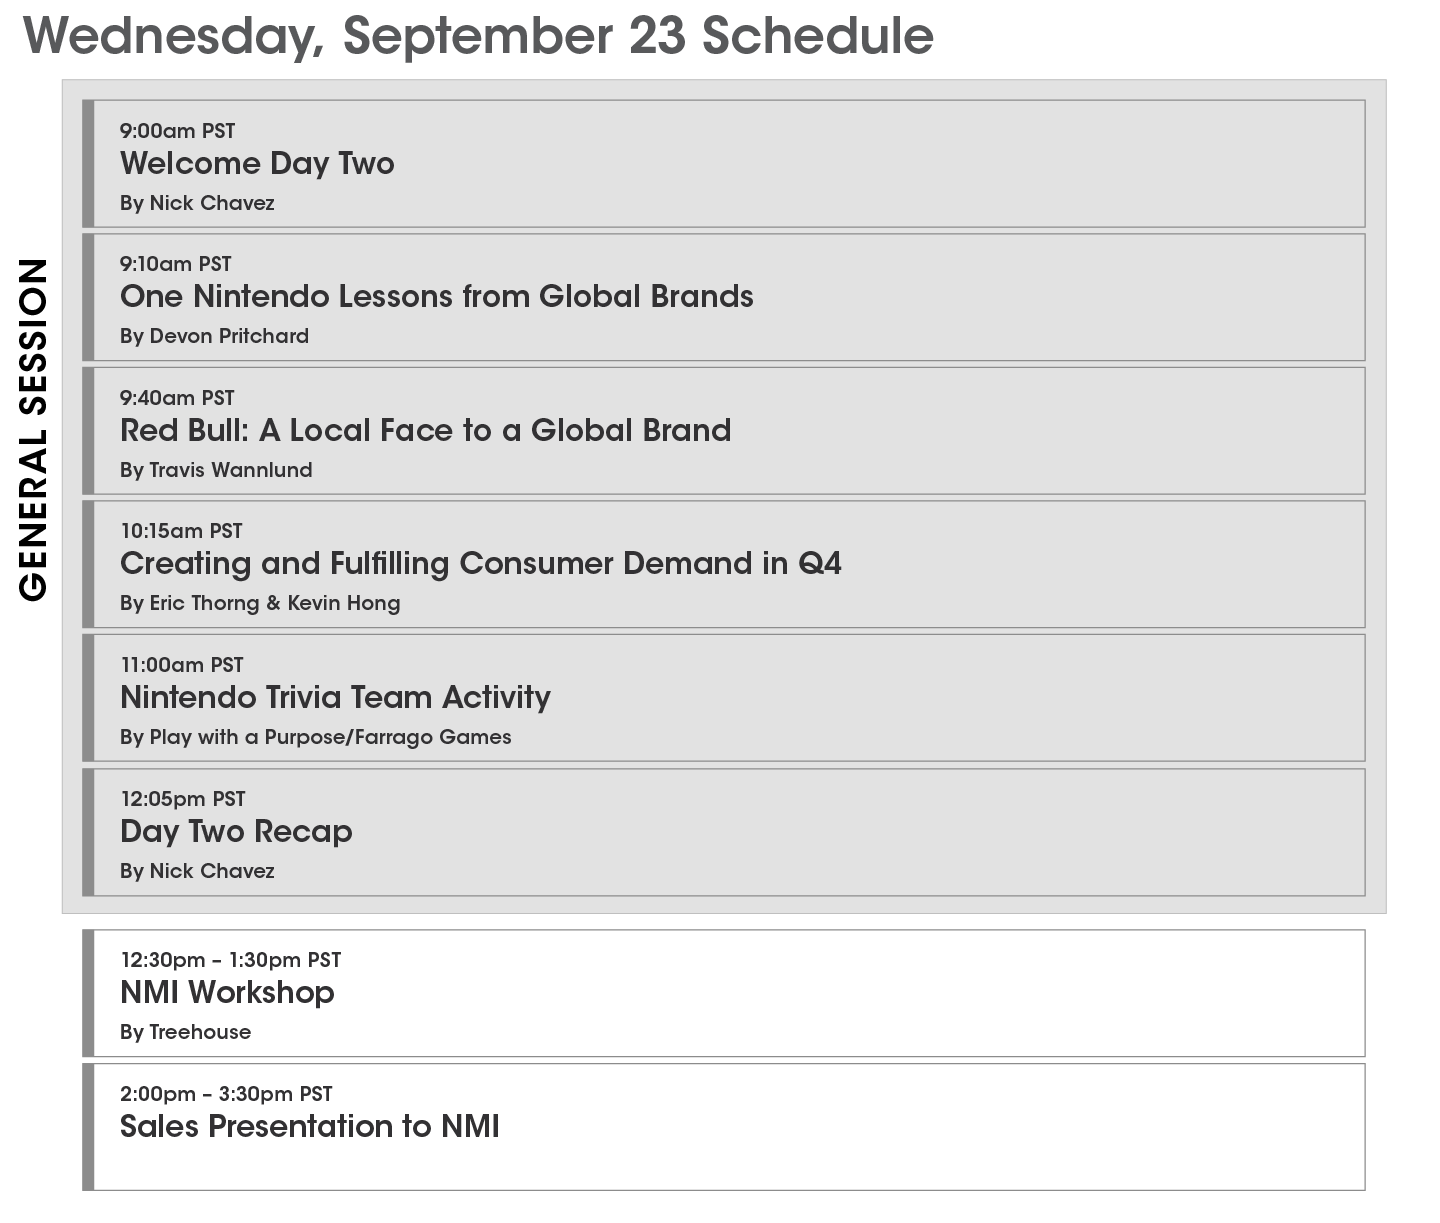 Wednesday, September 23 Schedule
GENERAL SESSION
9:00am PST
Welcome Day Two
By Nick Chavez
9:10am PST
One Nintendo Lessons from Global Brands
By Devon Pritchard
9:40am PST
Red Bull: A Local Face to a Global Brand
By Travis Wannlund
10:15am PST
Creating and Fulfilling Consumer Demand in Q4
By Eric Thorng & Kevin Hong
11:00am PST
Nintendo Trivia Team Activity
By Play with a Purpose/Farrago Games
12:05pm PST
Day Two Recap
By Nick Chavez
12:30pm – 1:30pm PST
NMI Workshop
By Treehouse
2:00pm – 3:30pm PST
Sales Presentation to NMI